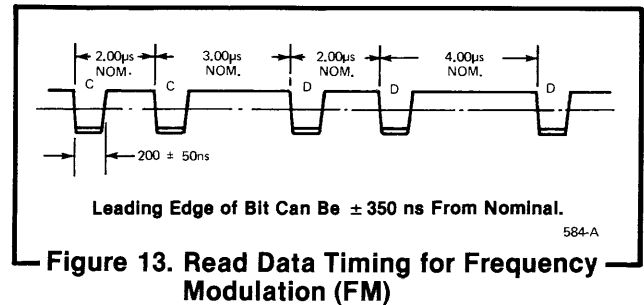 2.00µs 3.00µs 2.00µs 4.00µs
NOM. NOM. NOM. NOM.
C C D D D
200 ± 50ns
Leading Edge of Bit Can Be ± 350 ns From Nominal.
584-A
Figure 13. Read Data Timing for Frequency
Modulation (FM)